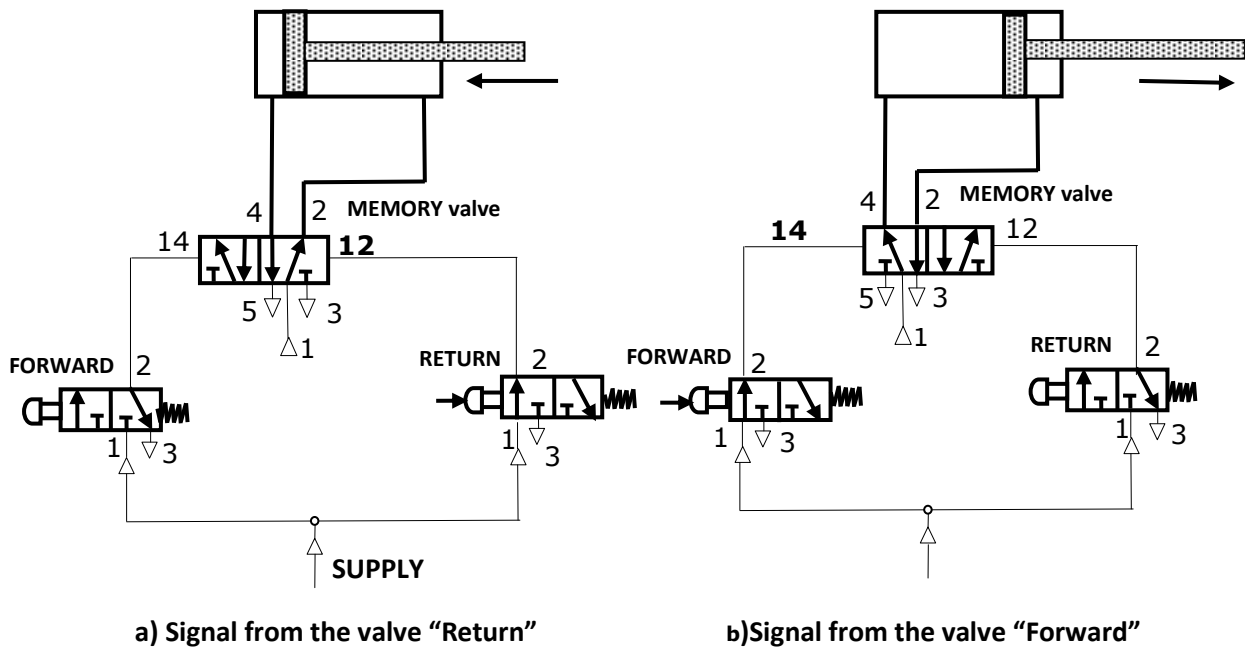 4 2 MEMORY valve
14 12
5 3
1
FORWARD 2
RETURN 2
1 3
1 3
SUPPLY
a) Signal from the valve “Return”
MEMORY valve
4 2
14 12
5 3
1
FORWARD 2
RETURN 2
1 3
1 3
b)Signal from the valve “Forward”